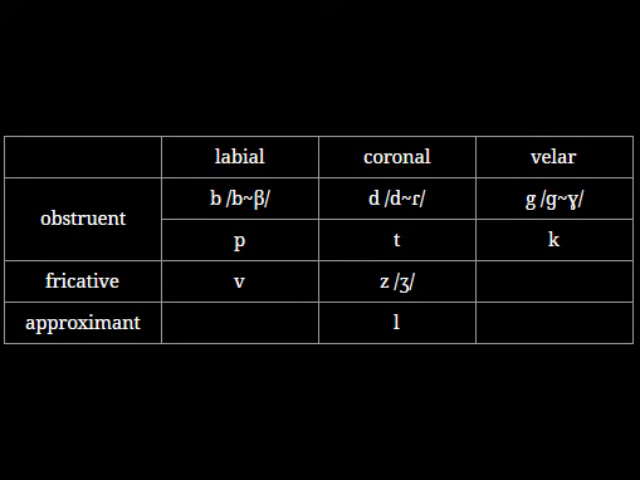 labial coronal velar
obstruent b /b~β/ d /d~ɾ/ g /ɡ~ɣ/
p t k
fricative v z /ʒ/
approximant l